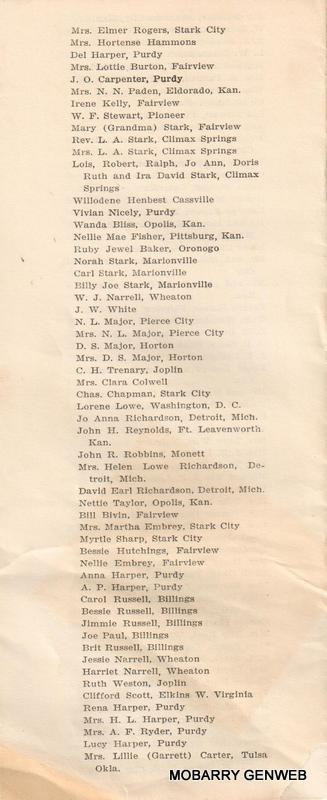 Mrs. Elmer Rogers, Stark City
Mrs. Hortense Hammons
Del Harper, Purdy
Mrs. Lottie Burton, Fairview
J. O. Carpenter, Purdy
Mrs. N. N. Paden, Eldorado, Kan.
Irene Kelly, Fairview
W. F. Stewart, Pioneer
Mary (Grandma) Stark, Fairview
Rev. L. A. Stark, Climax Springs
Mrs. L. A. Stark, Climax Springs
Lois, Robert, Ralph, Jo Ann, Doris
Ruth and Ira David Stark, Climax
Springs
Willodene Henbest Cassville
Vivian Nicely, Purdy
Wanda Bliss, Opolis, Kan.
Nellie Mae Fisher, Pittsburg, Kan.
Ruby Jewel Baker, Oronogo
Norah Stark, Marionville
Carl Stark, Marionville
Billy Joe Stark, Marionville
W. J. Narrell, Wheaton
J. W. White
N. L. Major, Pierce City
Mrs. N. L. Major, Pierce City
D. S. Major, Horton
Mrs. D. S. Major, Horton
C. H. Trenary, Joplin
Mrs. Clara Colwell
Chas. Chapman, Stark City
Lorene Lowe, Washington, D. C.
Jo Anna Richardson, Detroit, Mich.
John H. Reynolds, Ft. Leavenworth
Kan.
John R. Robbins, Monett
Mrs. Helen Lowe Richardson, De-
troit, Mich.
David Earl Richardson, Detroit, Mich.
Nettie Taylor, Opolis, Kan.
Bill Bivin, Fairview
Mrs. Martha Embrey, Stark City
Myrtle Sharp, Stark City
Bessie Hutchings, Fairview
Nellie Embrey, Fairview
Anna Harper, Purdy
A. P. Harper, Purdy
Carol Russell, Billings
Bessie Russell, Billings
Jimmie Russell, Billings
Joe Paul, Billings
Brit Russell, Billings
Jessie Narrell, Wheaton
Harriet Narrell, Wheaton
Ruth Weston, Joplin
Clifford Scott, Elkins W. Virginia
Rena Harper, Purdy
Mrs. H. L. Harper, Purdy
Mrs. A. F. Ryder, Purdy
Lucy Harper, Purdy
Mrs. Lillie (Garrett) Carter, Tulsa
Okla.
MOBARRY GENWEB